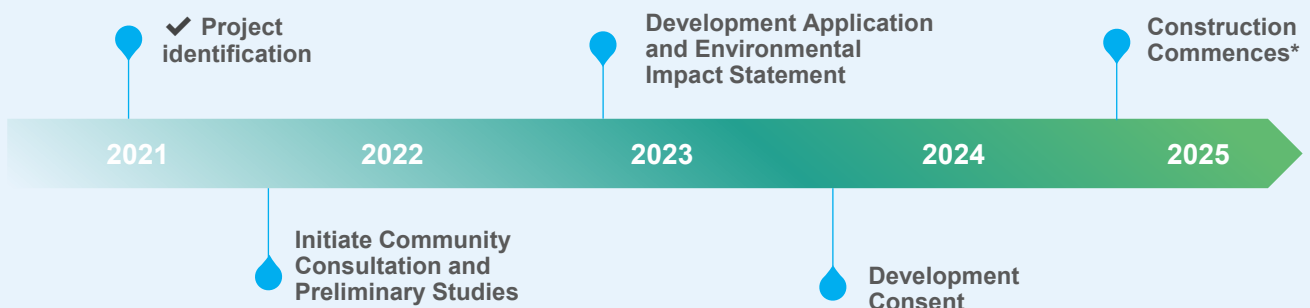 ✔ Project
identification
Development Application
and Environmental
Impact Statement
Construction
Commences*
2021
2022
2023
2024
2025
Initiate Community
Consultation and
Preliminary Studies
Development
Consent